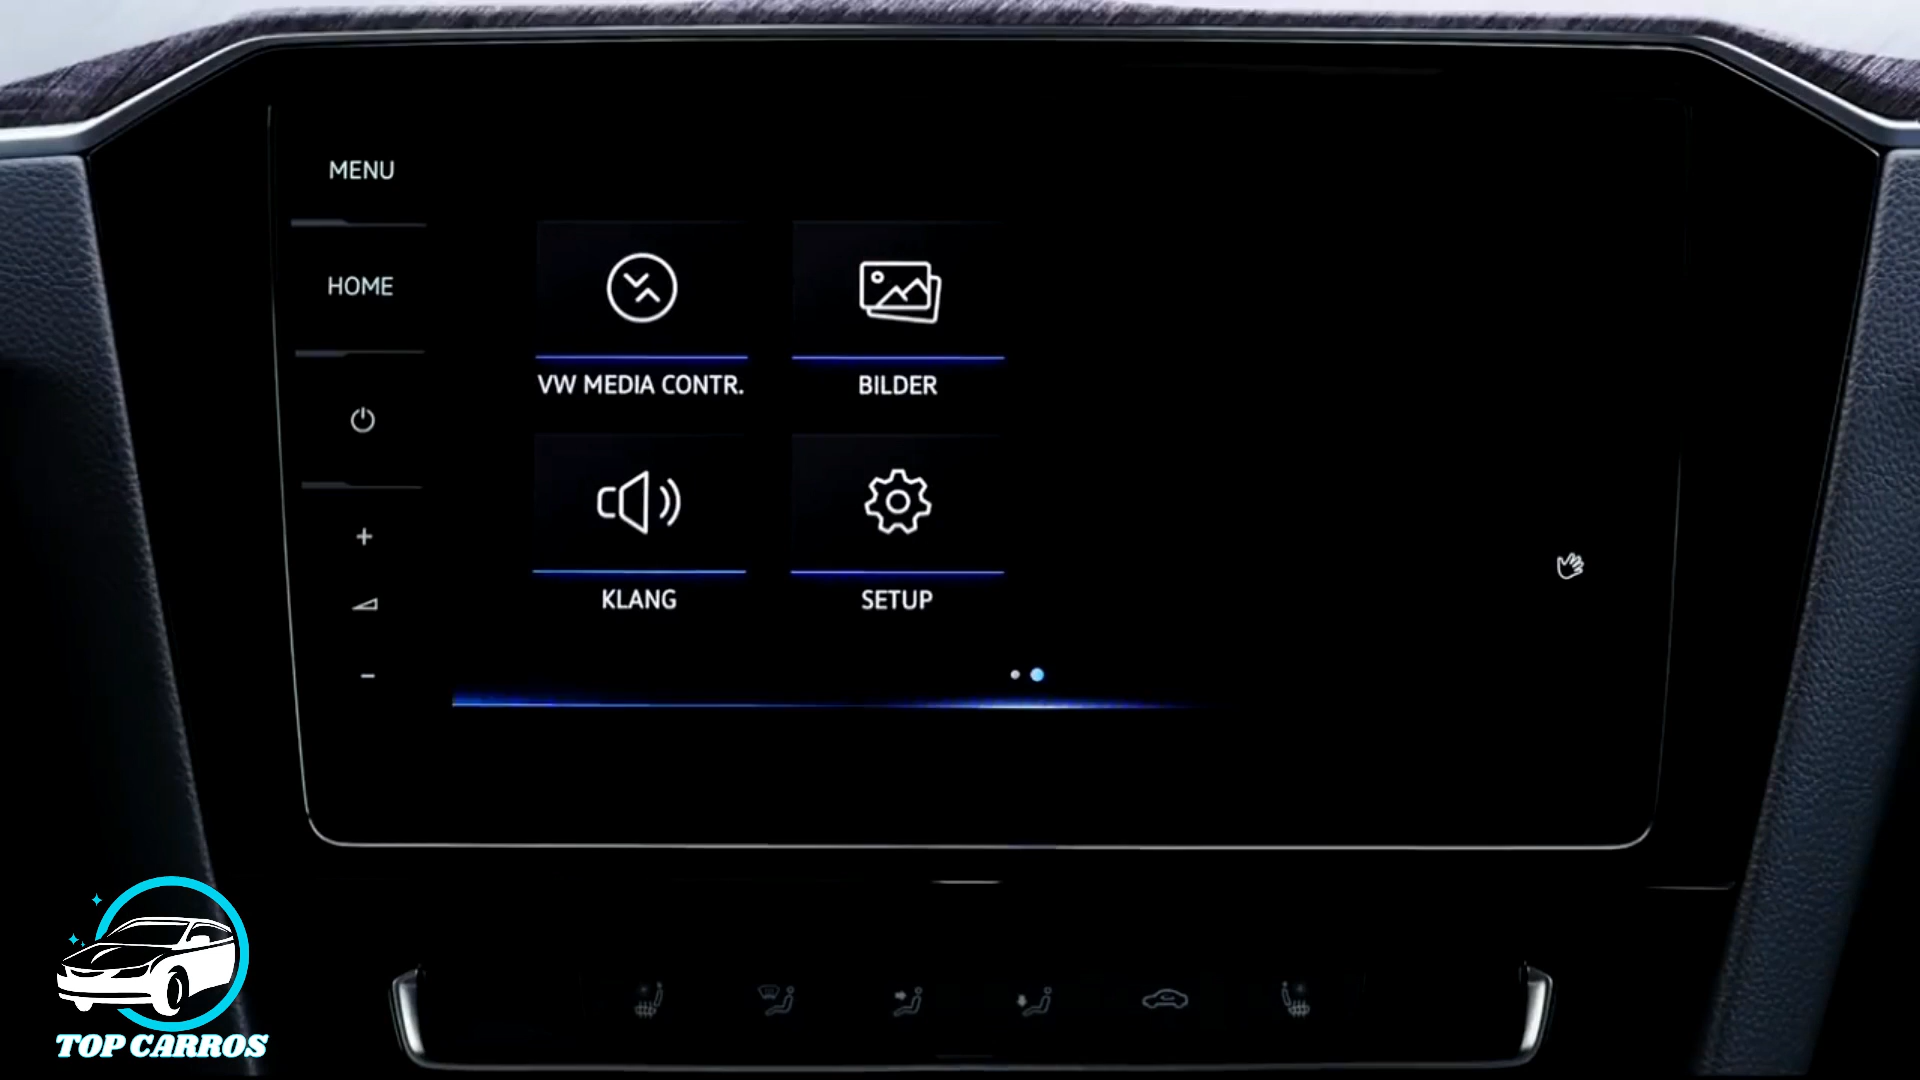 MENU
HOME
+
-
VW MEDIA CONTR.
BILDER
KLANG
SETUP
TOP CARROS